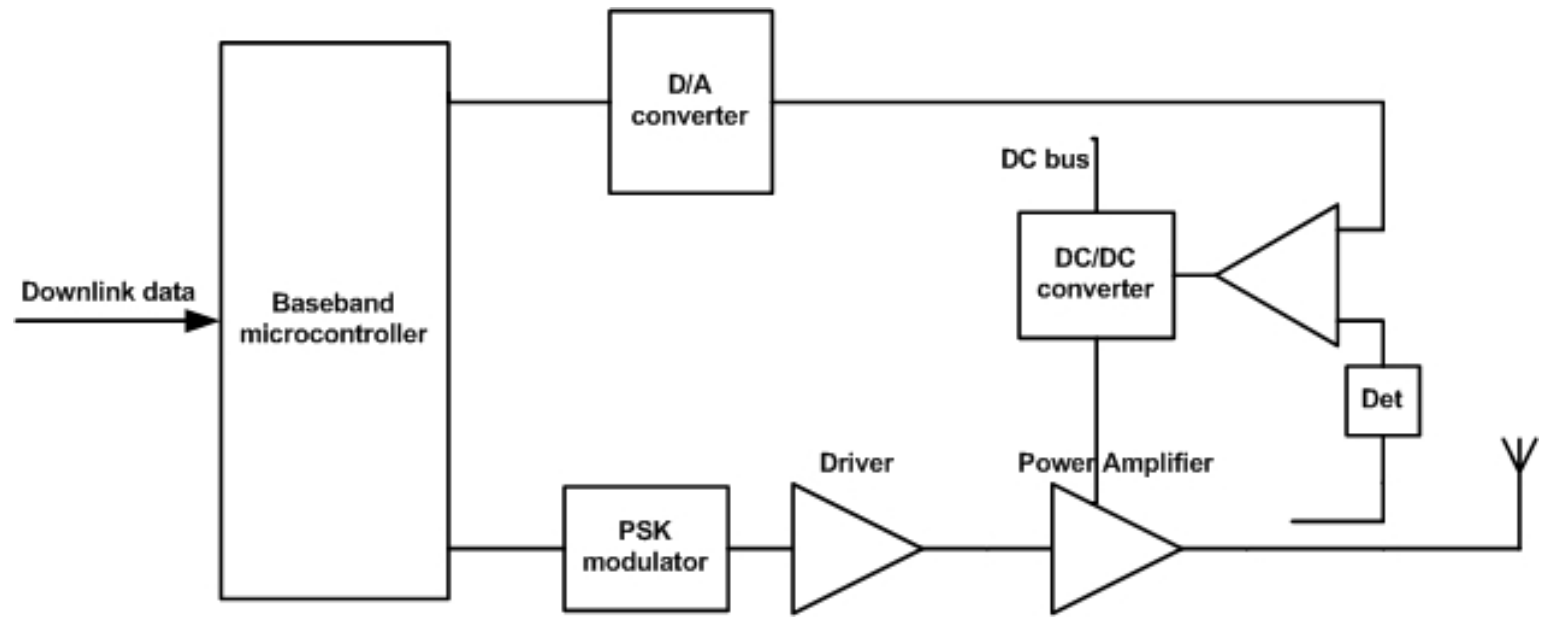 D/A
converter
DC bus
DC/DC
converter
Downlink data
Baseband
microcontroller
Det
Driver
Power Amplifier
PSK
modulator